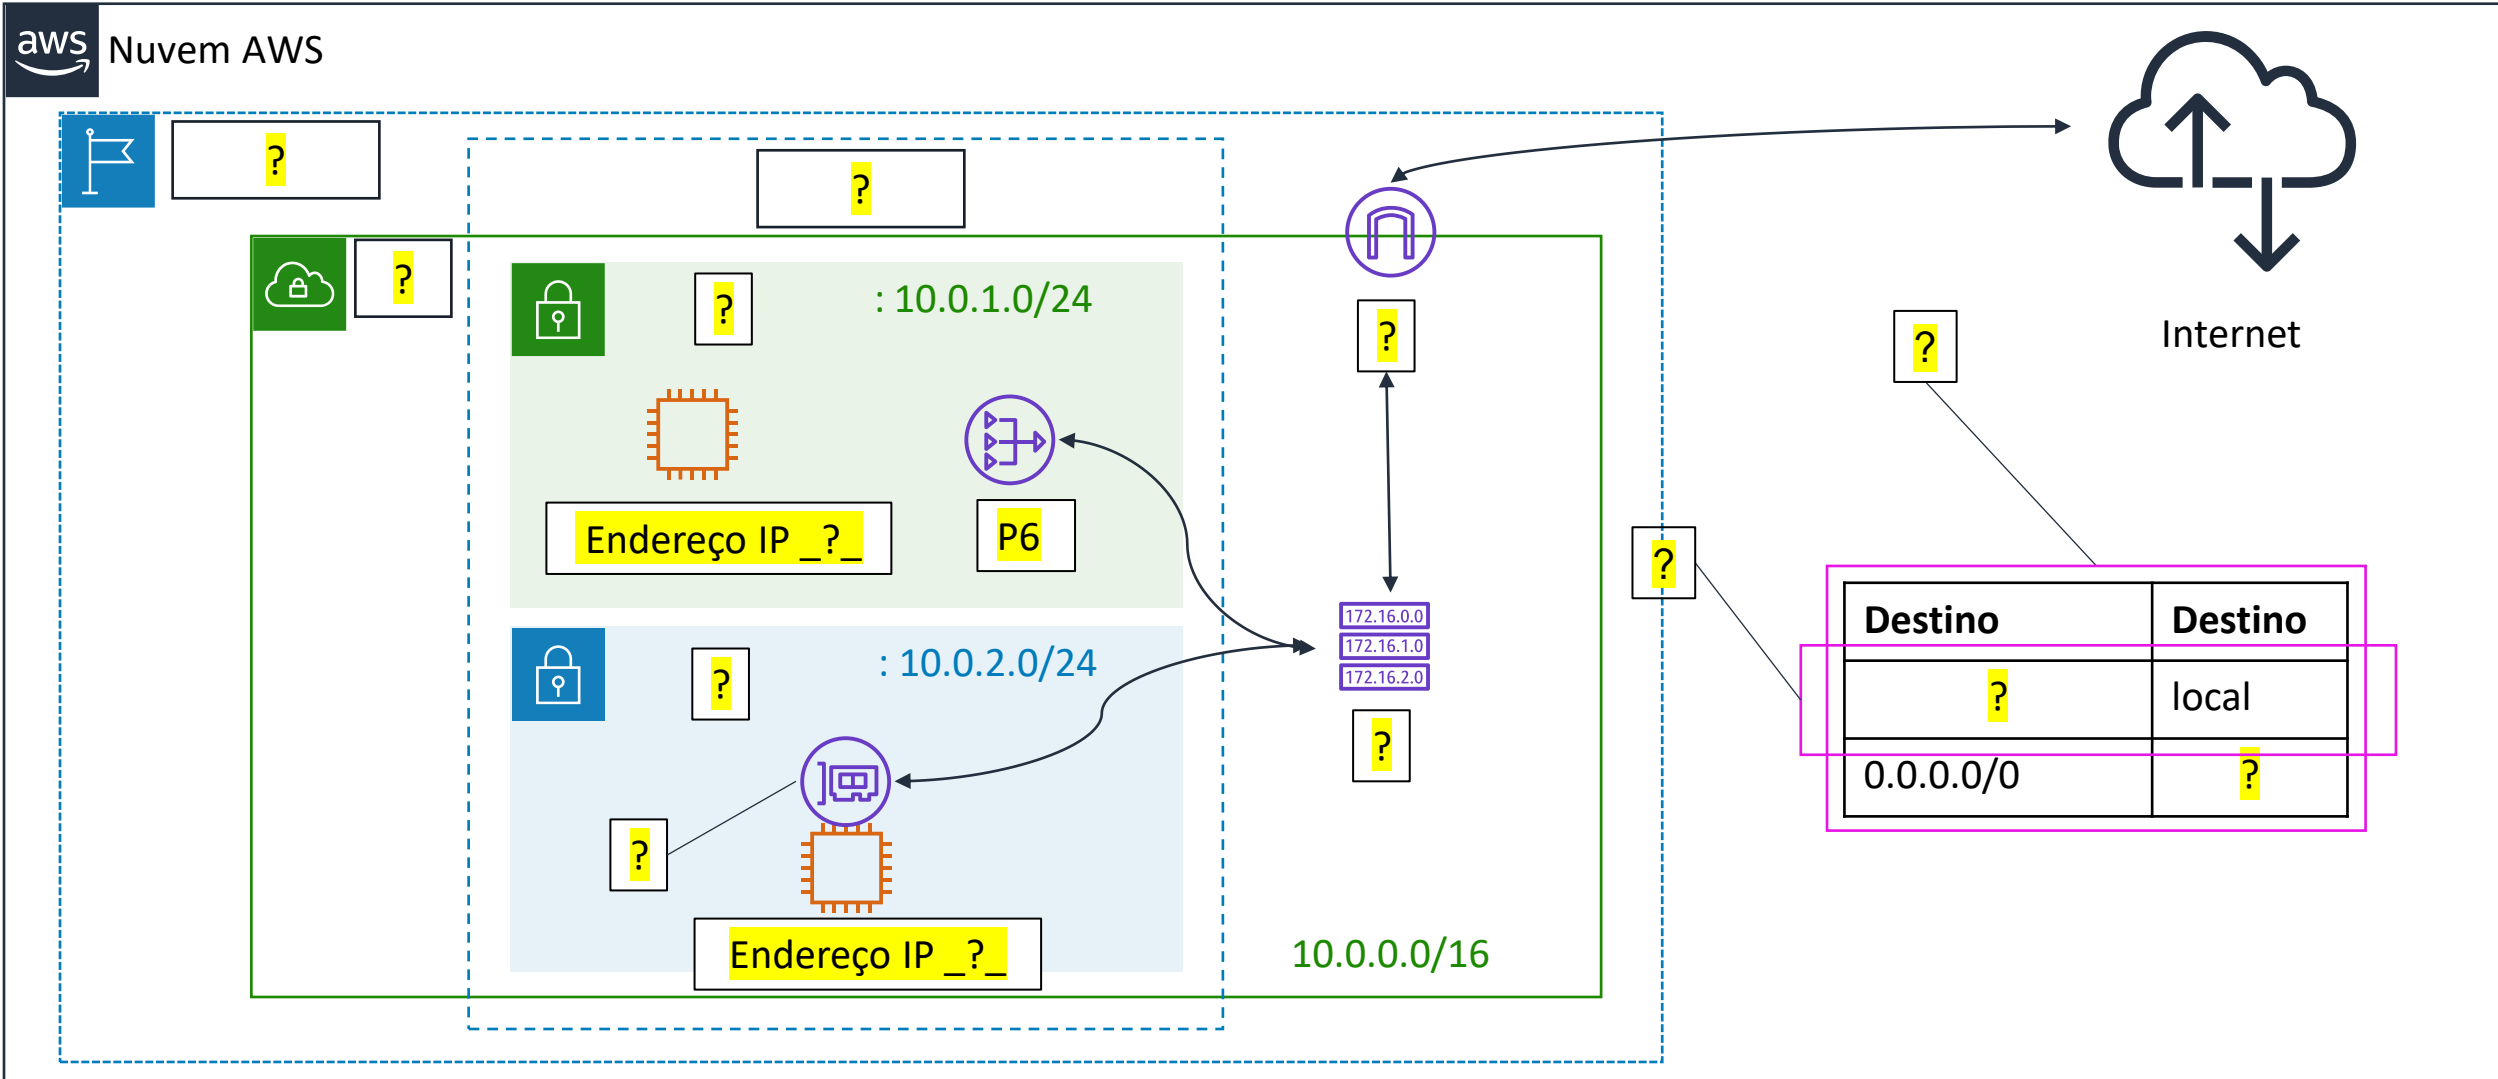 aws
Nuvem AWS
?
?
?
?
: 10.0.1.0/24
?
Internet
?
Endereço IP _?_
P6
?
172.16.0.0
172.16.1.0
172.16.2.0
Destino Destino
? local
0.0.0.0/0 ?
?
: 10.0.2.0/24
?
?
Endereço IP _?_
10.0.0.0/16